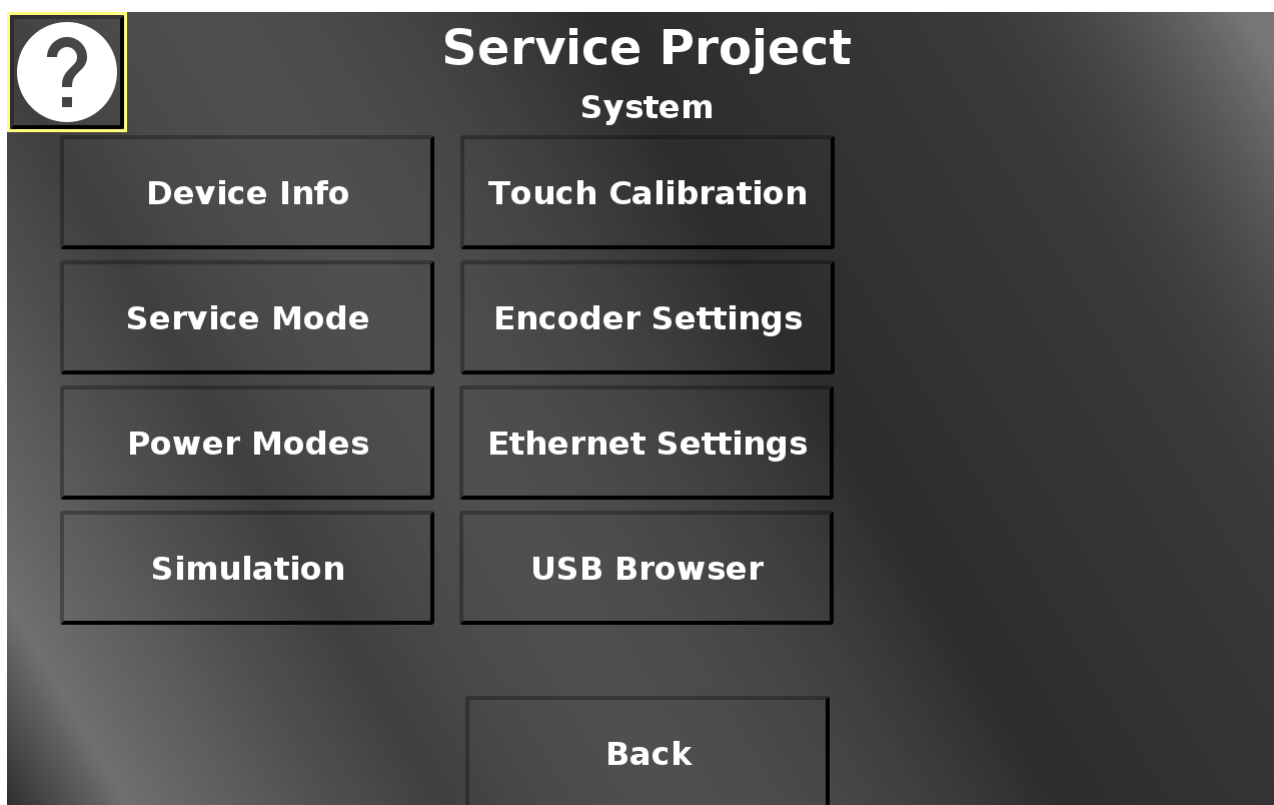 ?
Service Project
System
Device Info
Touch Calibration
Service Mode
Encoder Settings
Power Modes
Ethernet Settings
Simulation
USB Browser
Back